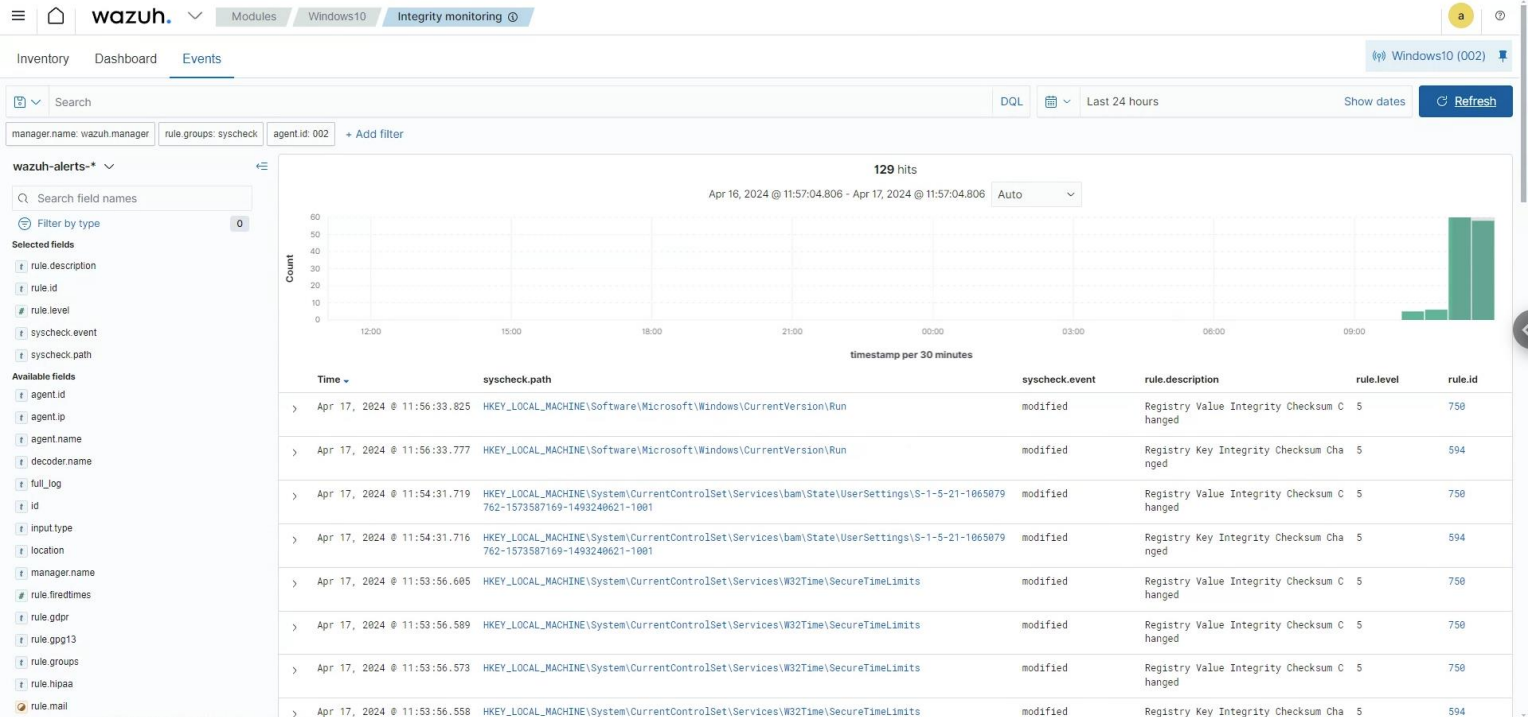 wazuh. Modules Windows10 Integrity monitoring a
Inventory Dashboard Events Windows10 (002)
Search DQL Last 24 hours Show dates Refresh
manager.name: wazuh.manager rule.groups: syscheck agent.id: 002 + Add filter
wazuh-alerts-*
Search field names
Filter by type 0
Selected fields
t rule.description
t rule.id
# rule.level
t syscheck.event
t syscheck.path
Available fields
t agent.id
t agent.ip
t agent.name
t decoder.name
t full_log
t id
t input.type
t location
t manager.name
# rule.firedtimes
t rule.gdpr
t rule.gpg13
t rule.groups
t rule.hipaa
rule.mail
129 hits
Apr 16, 2024 @ 11:57:04.806 - Apr 17, 2024 @ 11:57:04.806 Auto
Count
60
50
40
30
20
10
0
12:00 15:00 18:00 21:00 00:00 03:00 06:00 09:00
timestamp per 30 minutes
Time syscheck.path syscheck.event rule.description rule.level rule.id
Apr 17, 2024 @ 11:56:33.825 HKEY_LOCAL_MACHINE\Software\Microsoft\Windows\CurrentVersion\Run modified Registry Value Integrity Checksum C 5 750
hanged
Apr 17, 2024 @ 11:56:33.777 HKEY_LOCAL_MACHINE\Software\Microsoft\Windows\CurrentVersion\Run modified Registry Key Integrity Checksum Cha 5 594
nged
Apr 17, 2024 @ 11:54:31.719 HKEY_LOCAL_MACHINE\System\CurrentControlSet\Services\bam\State\UserSettings\S-1-5-21-1065079 modified Registry Value Integrity Checksum C 5 750
762-1573587169-1493240621-1001 hanged
Apr 17, 2024 @ 11:54:31.716 HKEY_LOCAL_MACHINE\System\CurrentControlSet\Services\bam\State\UserSettings\S-1-5-21-1065079 modified Registry Key Integrity Checksum Cha 5 594
762-1573587169-1493240621-1001 nged
Apr 17, 2024 @ 11:53:56.605 HKEY_LOCAL_MACHINE\System\CurrentControlSet\Services\W32Time\SecureTimeLimits modified Registry Value Integrity Checksum C 5 750
hanged
Apr 17, 2024 @ 11:53:56.589 HKEY_LOCAL_MACHINE\System\CurrentControlSet\Services\W32Time\SecureTimeLimits modified Registry Value Integrity Checksum C 5 750
hanged
Apr 17, 2024 @ 11:53:56.573 HKEY_LOCAL_MACHINE\System\CurrentControlSet\Services\W32Time\SecureTimeLimits modified Registry Value Integrity Checksum C 5 750
hanged
Apr 17, 2024 @ 11:53:56.558 HKEY_LOCAL_MACHINE\System\CurrentControlSet\Services\W32Time\SecureTimeLimits modified Registry Key Integrity Checksum Cha 5 594